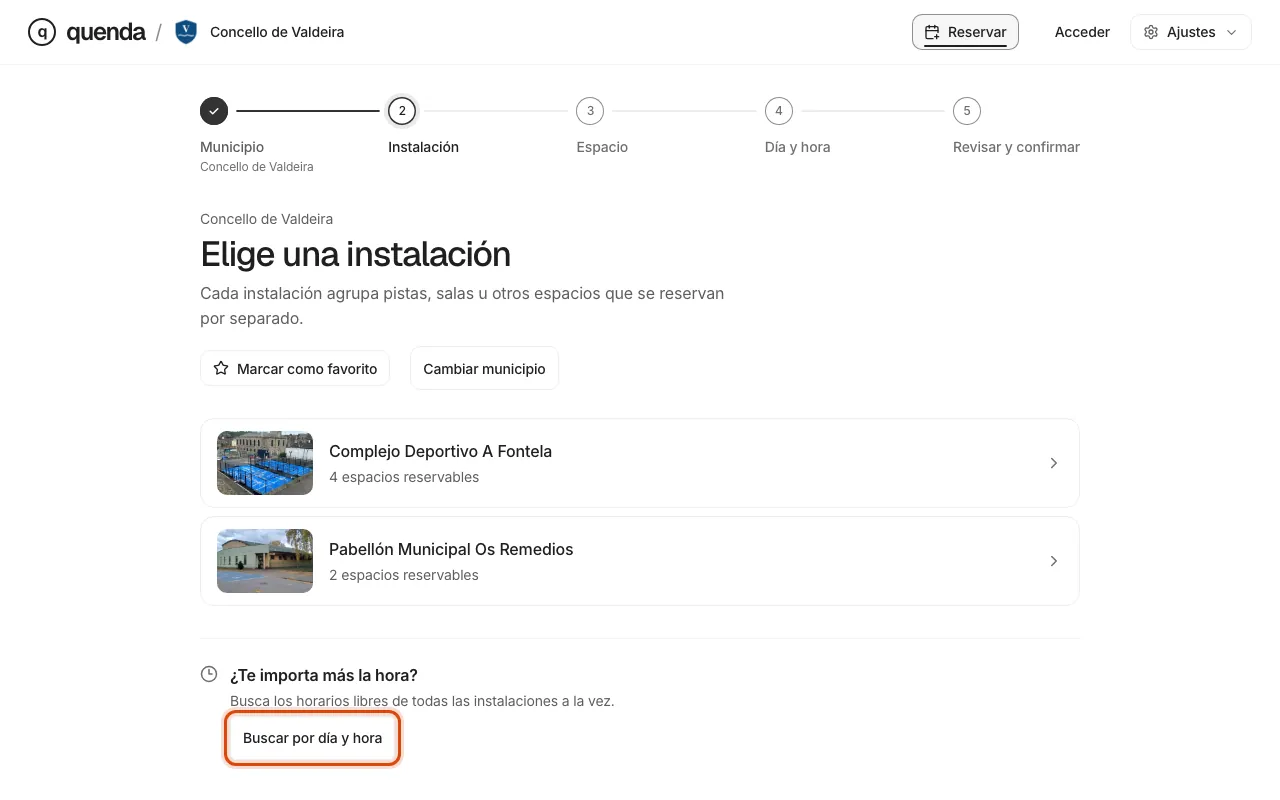 quenda / Concello de Valdeira
Reservar
Acceder
Ajustes
2
3
4
5
Municipio
Concello de Valdeira
Instalación
Espacio
Día y hora
Revisar y confirmar
Concello de Valdeira
Elige una instalación
Cada instalación agrupa pistas, salas u otros espacios que se reservan
por separado.
Marcar como favorito
Cambiar municipio
Complejo Deportivo A Fontela
4 espacios reservables
Pabellón Municipal Os Remedios
2 espacios reservables
¿Te importa más la hora?
Busca los horarios libres de todas las instalaciones a la vez.
Buscar por día y hora